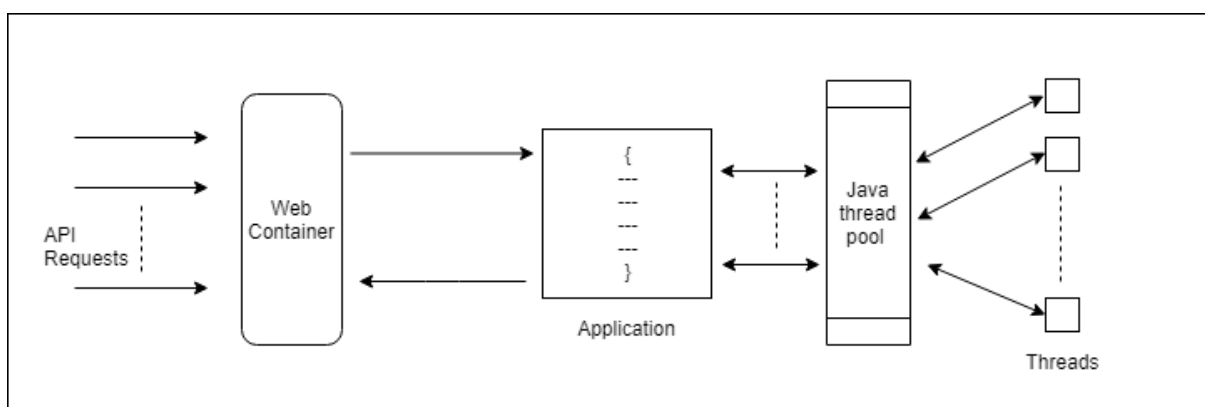 API
Requests
Web
Container
{
---
---
---
---
}
Application
Java
thread
pool
Threads